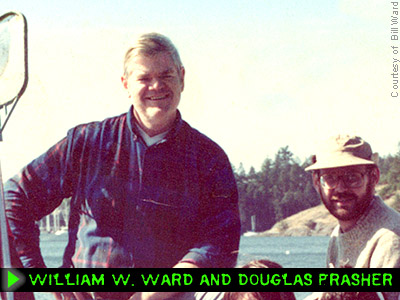 Courtesy of Bill Ward
WILLIAM W. WARD AND DOUGLAS PRASHER